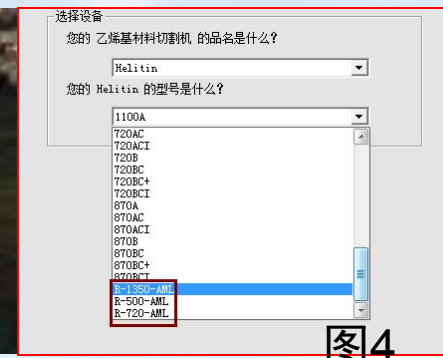 选择设备
您的 乙烯基材料切割机 的品名是什么?
Helitin
您的 Helitin 的型号是什么?
1100A
720AC
720ACI
720B
720BC
720BC+
720BCI
870A
870AC
870ACI
870B
870BC
870BC+
870BCI
R-1350-AML
R-500-AML
R-720-AML
图4